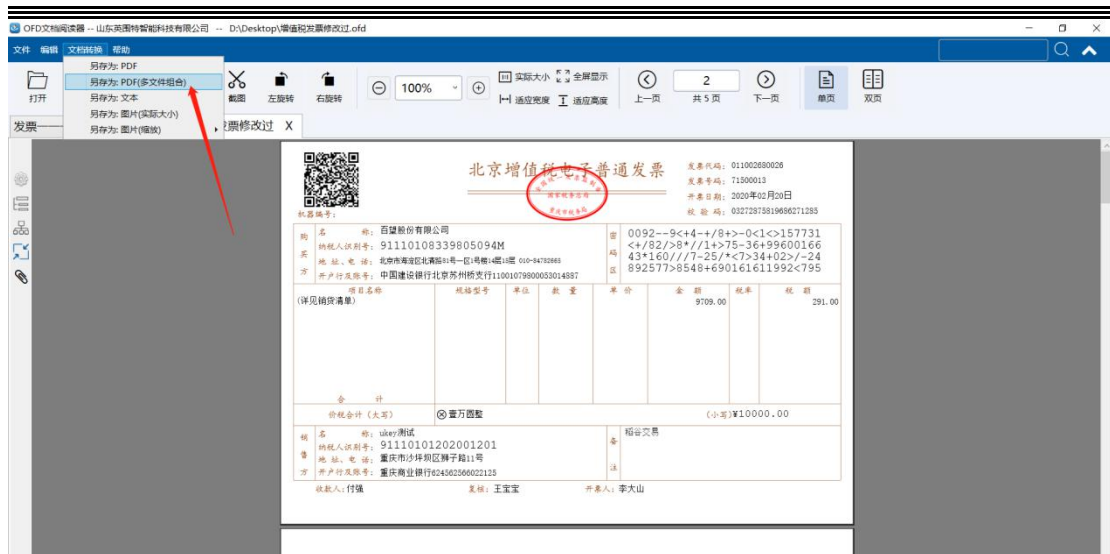 OFD文档阅读器 -- 山东英图特智能科技有限公司 -- D:\Desktop\增值税发票修改过.ofd
文件 编辑 文档转换 帮助
另存为: PDF
另存为: PDF(多文件组合)
另存为: 文本
另存为: 图片(实际大小)
另存为: 图片(缩放)
打开 截图 左旋转 右旋转 100% 实际大小 全屏显示 适应宽度 适应高度 上一页 2 共 5 页 下一页 单页 双页
发票—— 发票修改过 X
北京增值税电子普通发票
发票代码: 011002680026
发票号码: 71500013
开票日期: 2020年02月20日
校 验 码: 03272875819686271285
机器编号:
国家税务总局
购买方
名 称: 百望股份有限公司
纳税人识别号: 91110108339805094M
地 址、电 话: 北京市海淀区北清路81号一区1号楼14层15层 010-84782665
开户行及账号: 中国建设银行北京苏州桥支行11001079800053014887
密码区
0092--9<+4-+/8+>-0<1<>157731
<+/82/>8*//1+>75-36+99600166
43*160///7-25/*<7>34+02>/-24
892577>8548+690161611992<795
项目名称 规格型号 单位 数 量 单 价 金 额 税率 税 额
(详见销货清单) 9709.00 291.00
合 计
价税合计(大写) ⊗壹万圆整 (小写)¥10000.00
销售方
名 称: ukey测试
纳税人识别号: 91110101202001201
地 址、电 话: 重庆市沙坪坝区狮子路11号
开户行及账号: 重庆商业银行624562566022125
备注
稻谷交易
收款人: 付强 复核: 王宝宝 开票人: 李大山